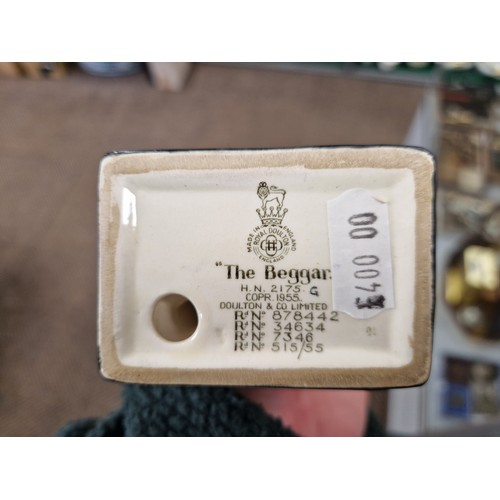 MADE IN ENGLAND
ROYAL DOULTON
ENGLAND
"The Beggar.
H.N. 2175. G
COPR. 1955.
DOULTON & CO LIMITED
Rd No 878442
Rd No 34634
Rd No 7346
Rd No 515/55
£400 00